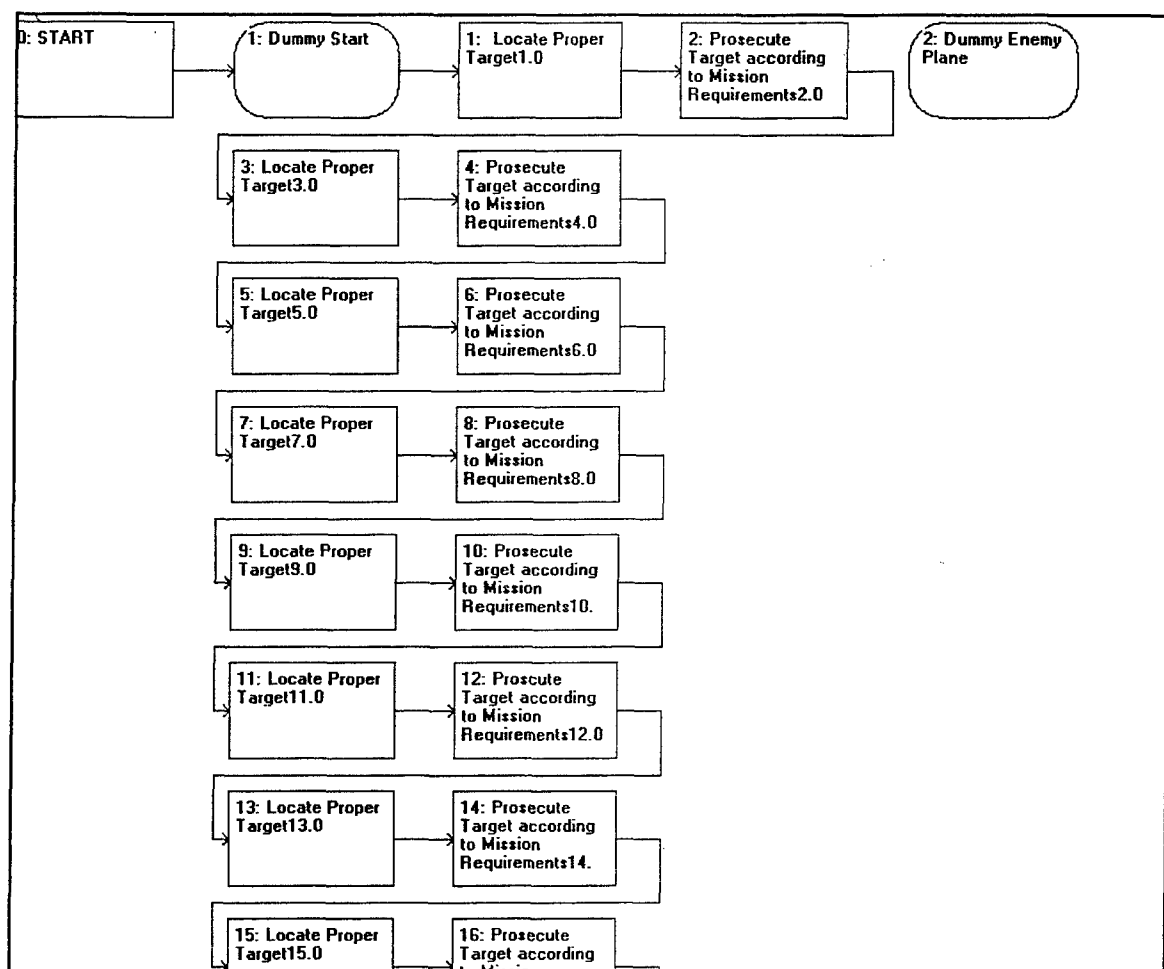 0: START
1: Dummy Start
1: Locate Proper
Target1.0
2: Prosecute
Target according
to Mission
Requirements2.0
2: Dummy Enemy
Plane
3: Locate Proper
Target3.0
4: Prosecute
Target according
to Mission
Requirements4.0
5: Locate Proper
Target5.0
6: Prosecute
Target according
to Mission
Requirements6.0
7: Locate Proper
Target7.0
8: Prosecute
Target according
to Mission
Requirements8.0
9: Locate Proper
Target9.0
10: Prosecute
Target according
to Mission
Requirements10.
11: Locate Proper
Target11.0
12: Proscute
Target according
to Mission
Requirements12.0
13: Locate Proper
Target13.0
14: Prosecute
Target according
to Mission
Requirements14.
15: Locate Proper
Target15.0
16: Prosecute
Target according
to Mission